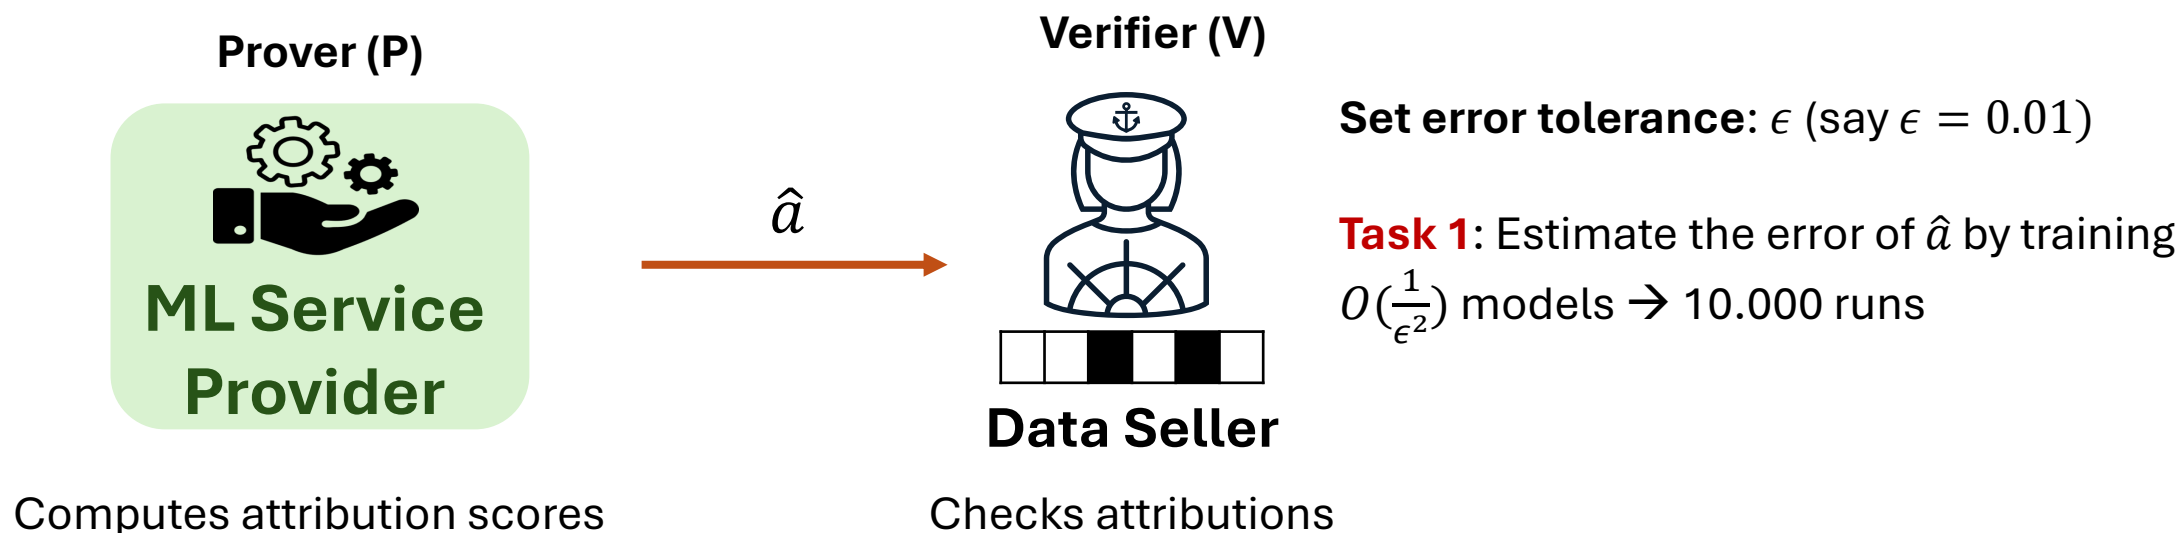 Prover (P)
ML Service
Provider
Computes attribution scores
â
Verifier (V)
Data Seller
Checks attributions
Set error tolerance: ϵ (say ϵ = 0.01)
Task 1: Estimate the error of â by training
O(1/ϵ²) models → 10.000 runs